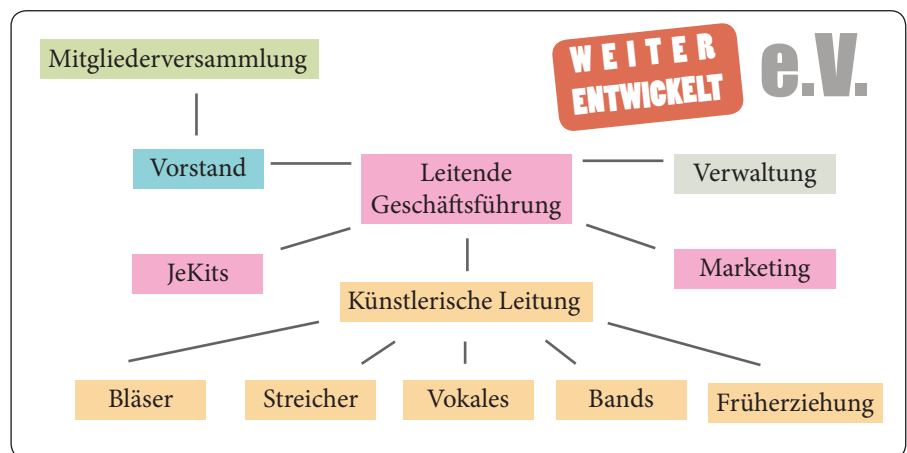 Mitgliederversammlung
WEITER
ENTWICKELT
e.V.
Vorstand
Leitende
Geschäftsführung
Verwaltung
JeKits
Marketing
Künstlerische Leitung
Bläser
Streicher
Vokales
Bands
Früherziehung